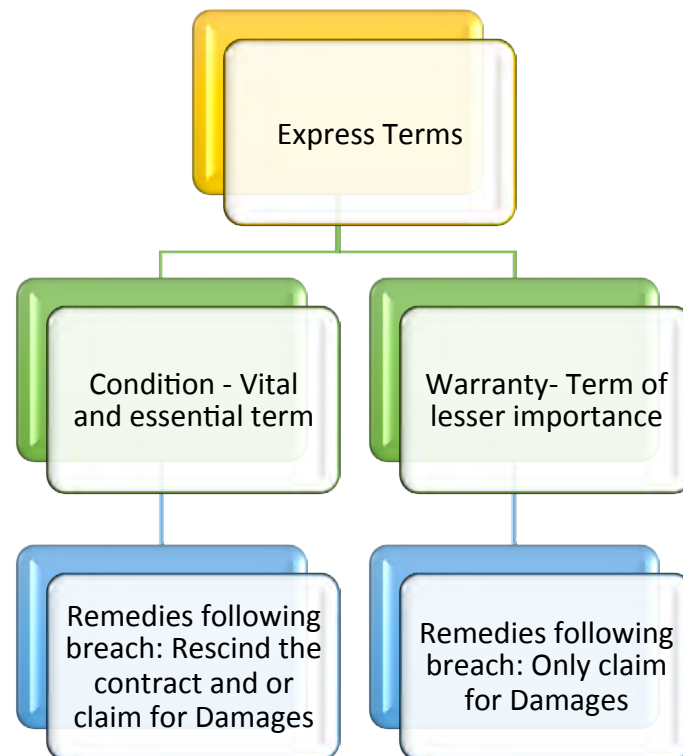 Express Terms
Condition - Vital
and essential term
Warranty- Term of
lesser importance
Remedies following
breach: Rescind the
contract and or
claim for Damages
Remedies following
breach: Only claim
for Damages